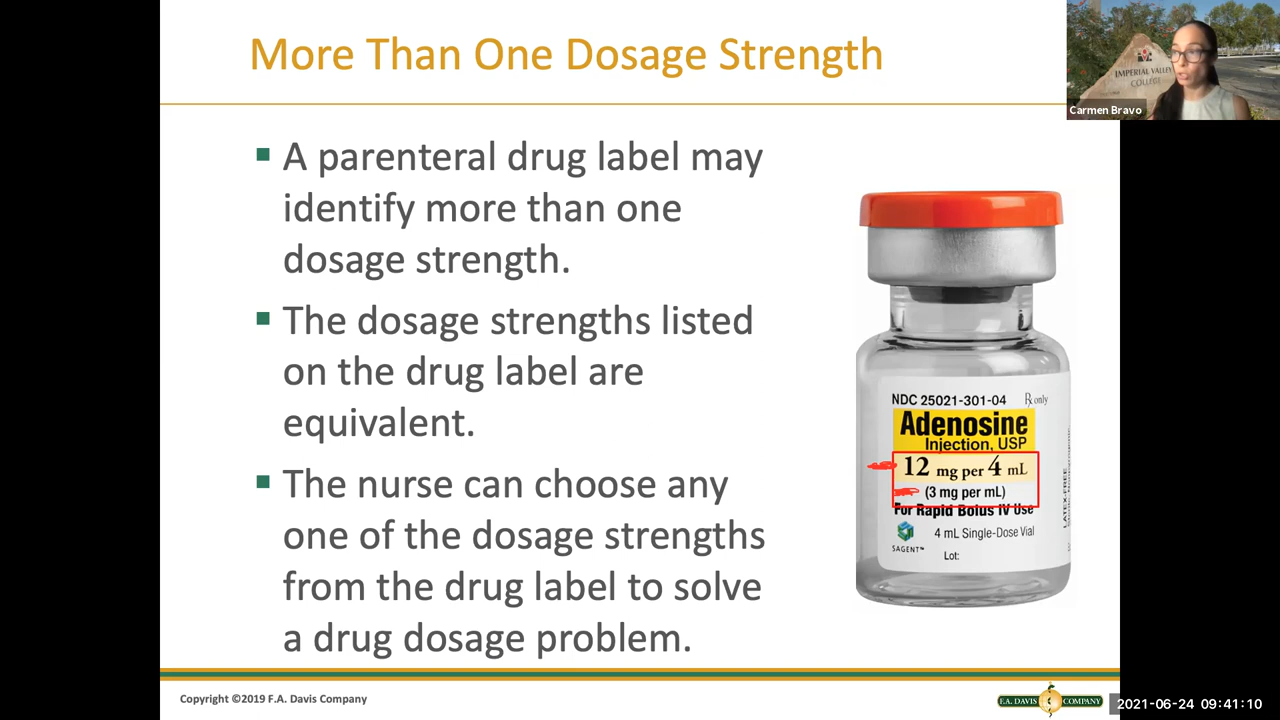 More Than One Dosage Strength
IMPERIAL VALLEY
COLLEGE
Carmen Bravo
▪ A parenteral drug label may
identify more than one
dosage strength.
▪ The dosage strengths listed
on the drug label are
equivalent.
▪ The nurse can choose any
one of the dosage strengths
from the drug label to solve
a drug dosage problem.
NDC 25021-301-04 Rx only
Adenosine
Injection, USP
12 mg per 4 mL
(3 mg per mL)
For Rapid Bolus IV Use
4 mL Single-Dose Vial
SAGENT™
Lot:
LATEX-FREE
Copyright ©2019 F.A. Davis Company
F.A. DAVIS COMPANY
2021-06-24 09:41:10